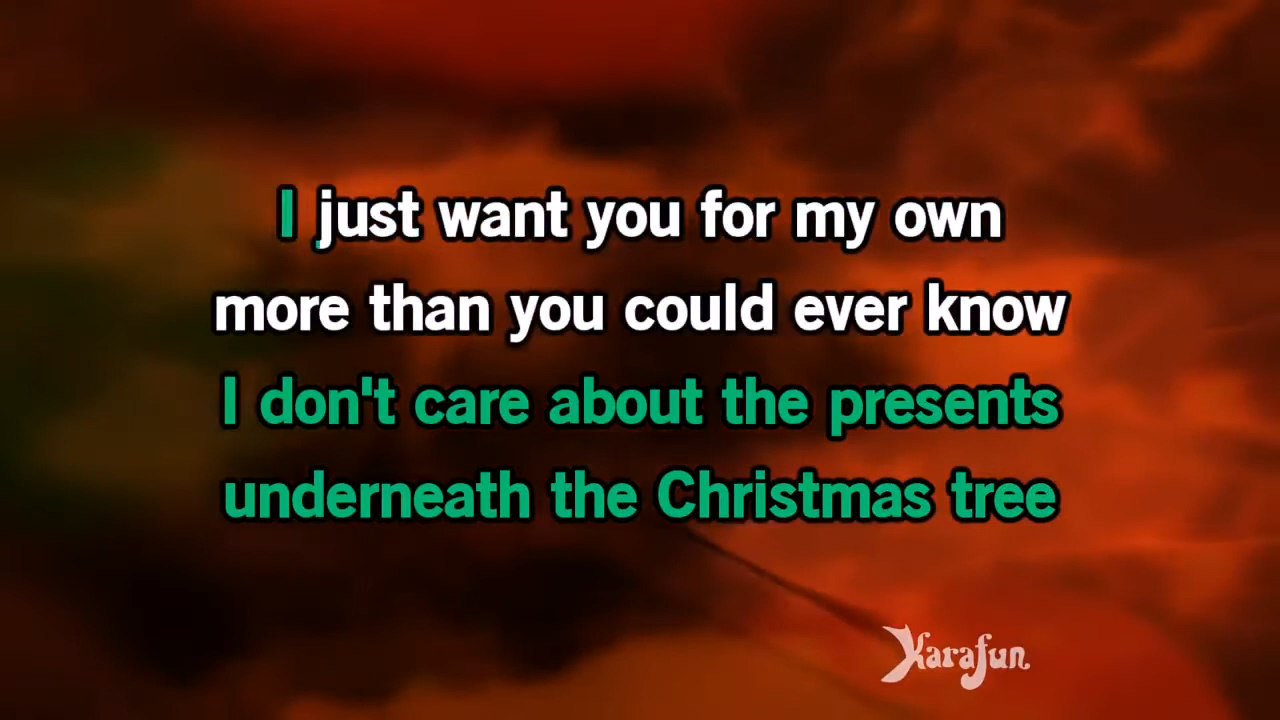 I just want you for my own
more than you could ever know
I don't care about the presents
underneath the Christmas tree
Karafun